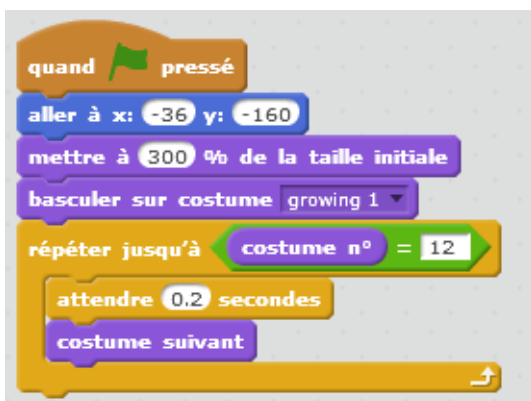 quand pressé
aller à x: -36 y: -160
mettre à 300 % de la taille initiale
basculer sur costume growing 1
répéter jusqu'à costume n° = 12
attendre 0.2 secondes
costume suivant